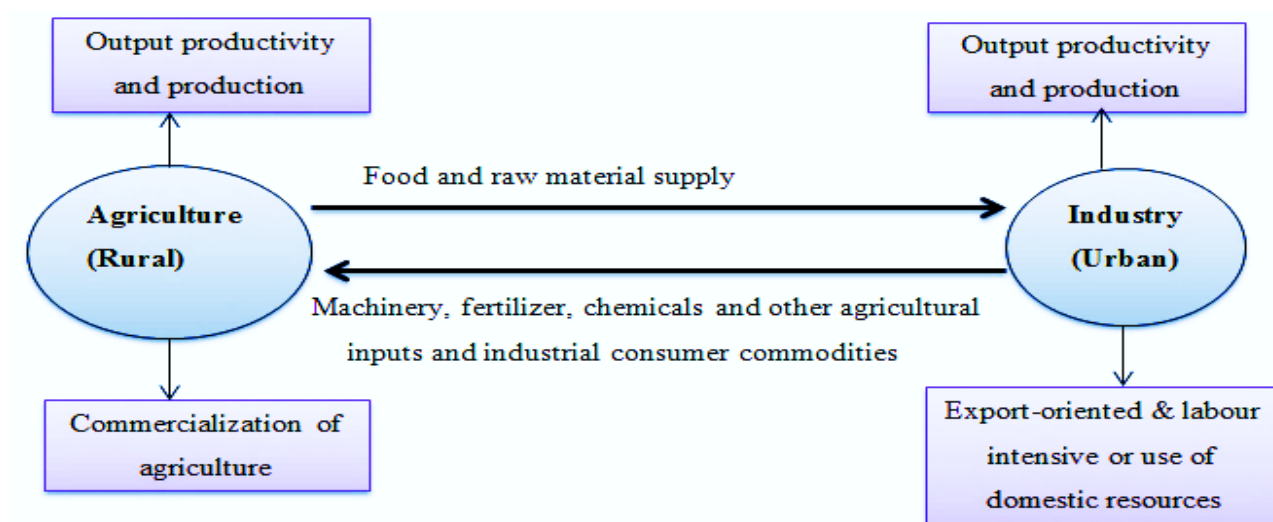 Output productivity
and production
Output productivity
and production
Food and raw material supply
Agriculture
(Rural)
Industry
(Urban)
Machinery, fertilizer, chemicals and other agricultural
inputs and industrial consumer commodities
Commercialization of
agriculture
Export-oriented & labour
intensive or use of
domestic resources